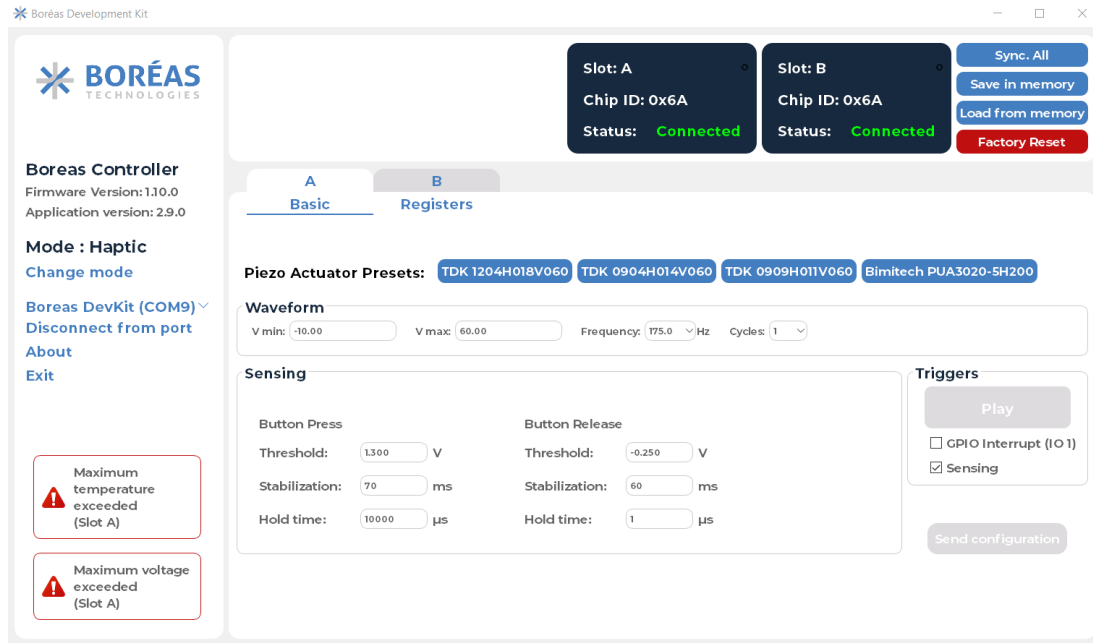 Boréas Development Kit
BORÉAS
TECHNOLOGIES
Boreas Controller
Firmware Version: 1.10.0
Application version: 2.9.0
Mode : Haptic
Change mode
Boreas DevKit (COM9)
Disconnect from port
About
Exit
Maximum
temperature
exceeded
(Slot A)
Maximum voltage
exceeded
(Slot A)
Slot: A
Chip ID: 0x6A
Status: Connected
Slot: B
Chip ID: 0x6A
Status: Connected
Sync. All
Save in memory
Load from memory
Factory Reset
A B
Basic Registers
Piezo Actuator Presets: TDK 1204H018V060 TDK 0904H014V060 TDK 0909H011V060 Bimitech PUA3020-5H200
Waveform
V min: -10.00 V max: 60.00 Frequency: 175.0 Hz Cycles: 1
Sensing
Button Press
Threshold: 1.300 V
Stabilization: 70 ms
Hold time: 10000 µs
Button Release
Threshold: -0.250 V
Stabilization: 60 ms
Hold time: 1 µs
Triggers
Play
GPIO Interrupt (IO 1)
Sensing
Send configuration